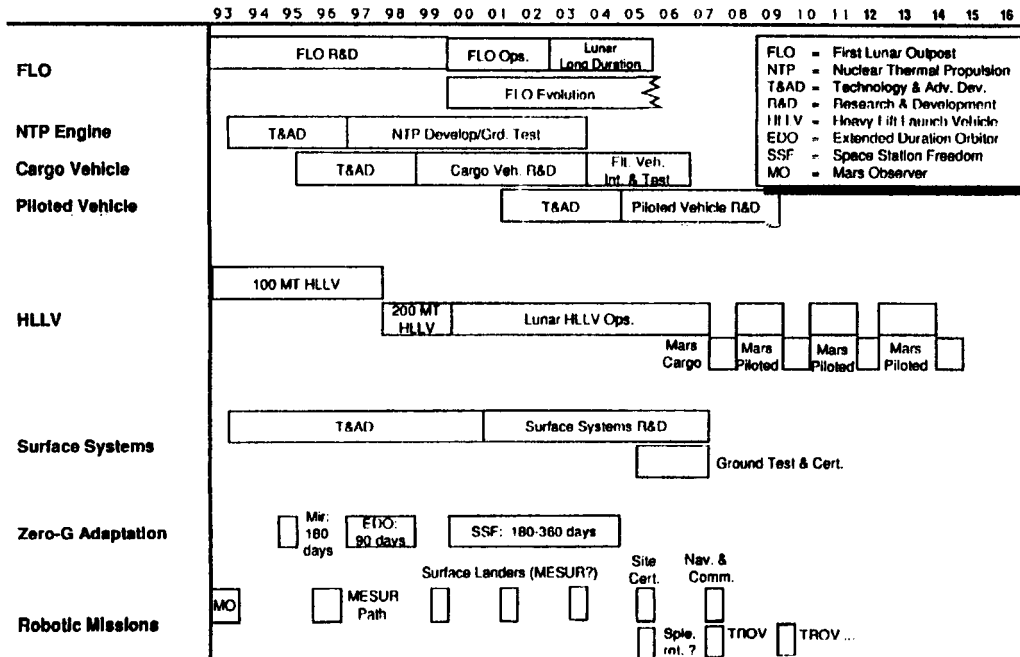 93 94 95 96 97 98 99 00 01 02 03 04 05 06 07 08 09 10 11 12 13 14 15 16
FLO
FLO R&D
FLO Ops.
Lunar
Long Duration
FLO Evolution
FLO = First Lunar Outpost
NTP = Nuclear Thermal Propulsion
T&AD = Technology & Adv. Dev.
R&D = Research & Development
HLLV = Heavy Lift Launch Vehicle
EDO = Extended Duration Orbitor
SSF = Space Station Freedom
MO = Mars Observer
NTP Engine
T&AD
NTP Develop/Grd. Test
Cargo Vehicle
T&AD
Cargo Veh. R&D
Flt. Veh.
Int. & Test
Piloted Vehicle
T&AD
Piloted Vehicle R&D
HLLV
100 MT HLLV
200 MT
HLLV
Lunar HLLV Ops.
Mars
Cargo
Mars
Piloted
Mars
Piloted
Mars
Piloted
Surface Systems
T&AD
Surface Systems R&D
Ground Test & Cert.
Zero-G Adaptation
Mir:
180
days
EDO:
90 days
SSF: 180-360 days
Robotic Missions
MO
MESUR
Path
Surface Landers (MESUR?)
Site
Cert.
Nav. &
Comm.
Sple.
ret. ?
TROV
TROV ...